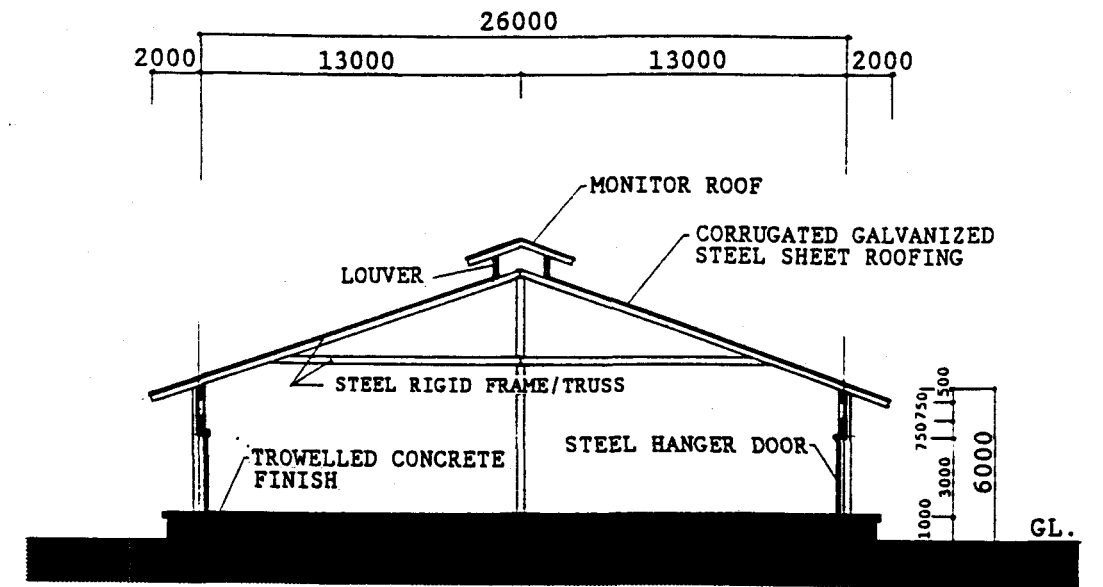 26000
2000 13000 13000 2000
MONITOR ROOF
CORRUGATED GALVANIZED
STEEL SHEET ROOFING
LOUVER
STEEL RIGID FRAME/TRUSS
500
750
750
3000
1000
6000
STEEL HANGER DOOR
TROWELLED CONCRETE
FINISH
GL.